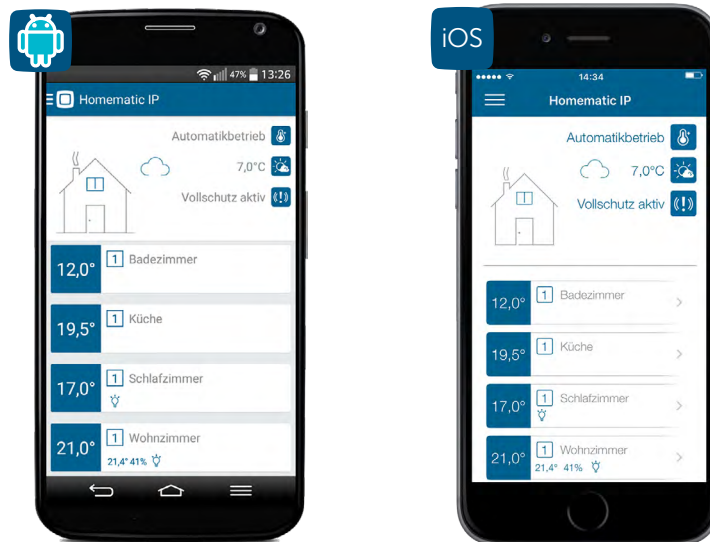 47% 13:26
Homematic IP
Automatikbetrieb
7,0°C
Vollschutz aktiv
12,0°
1 Badezimmer
19,5°
1 Küche
17,0°
1 Schlafzimmer
21,0°
1 Wohnzimmer
21,4° 41%
iOS
14:34
Homematic IP
Automatikbetrieb
7,0°C
Vollschutz aktiv
12,0°
1 Badezimmer
19,5°
1 Küche
17,0°
1 Schlafzimmer
21,0°
1 Wohnzimmer
21,4° 41%